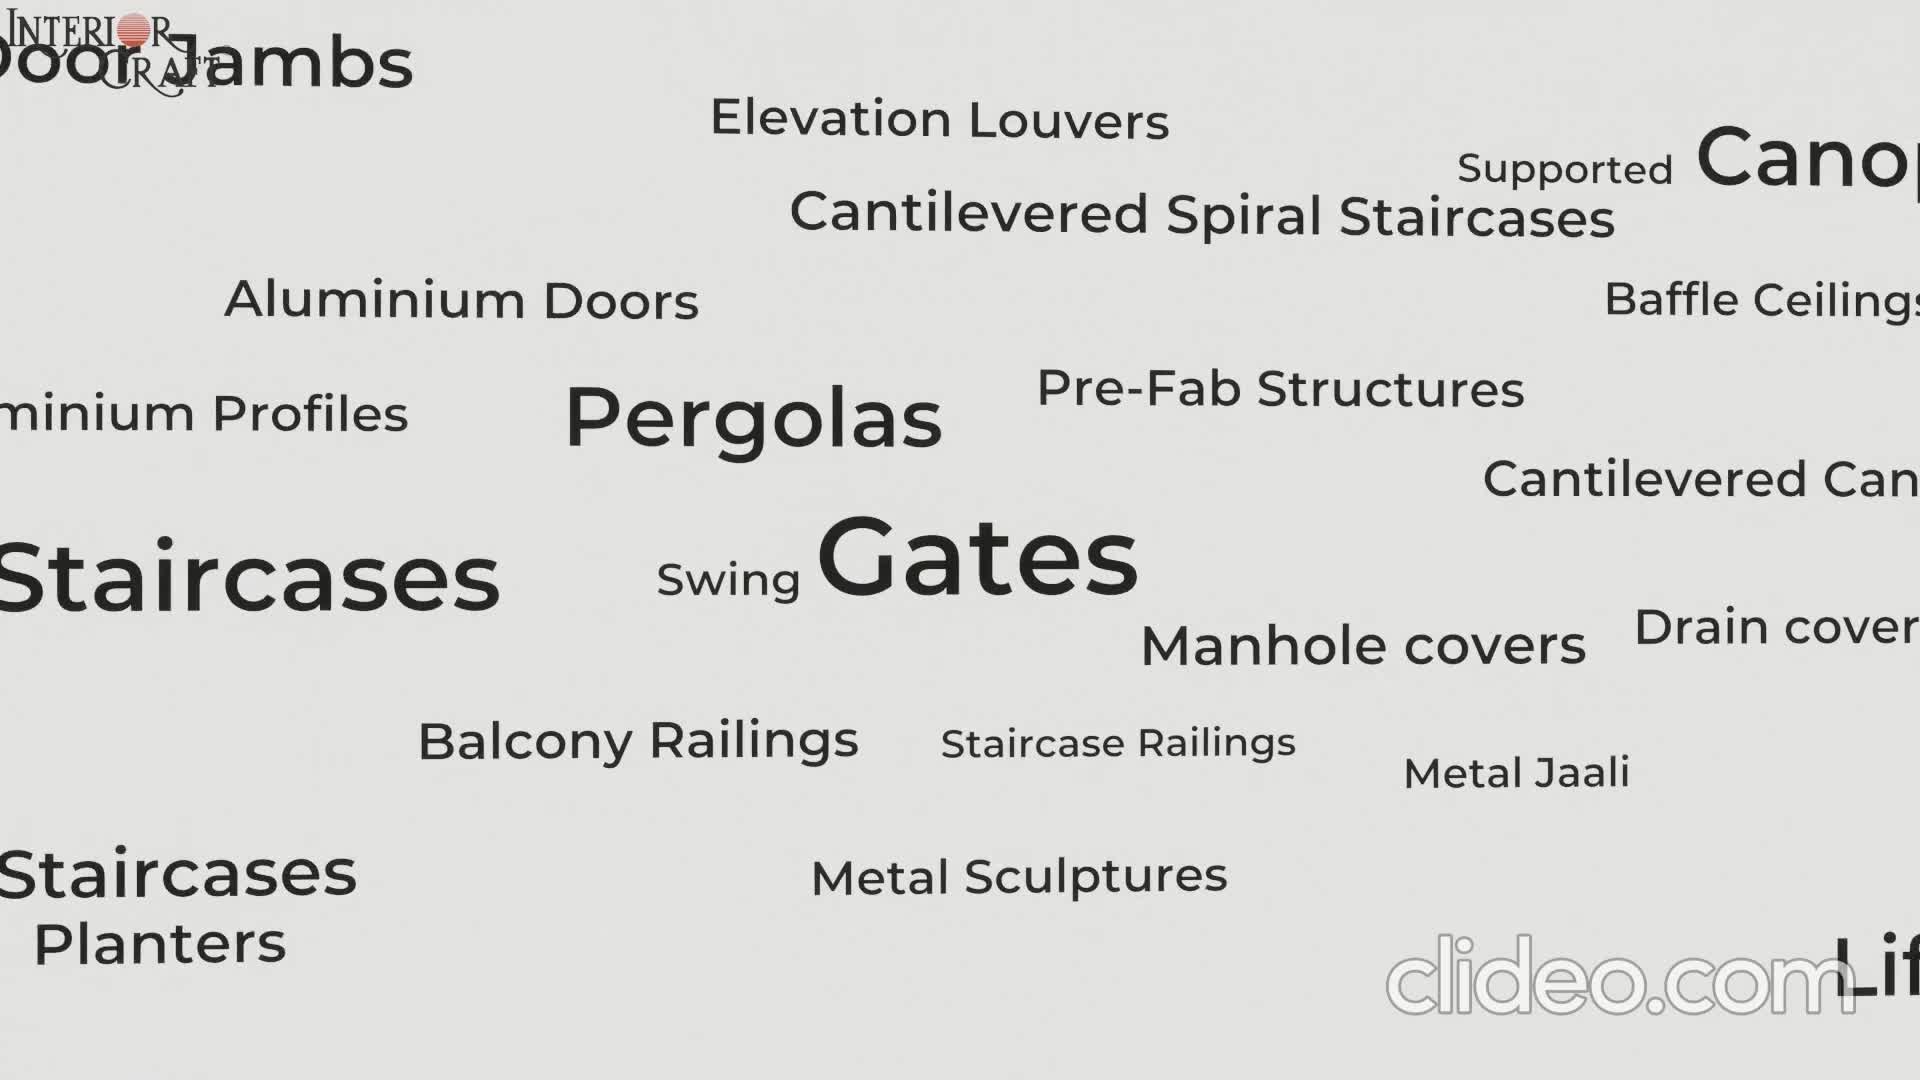 INTERIOR
CRAFT
Door Jambs
Elevation Louvers
Supported Canop
Cantilevered Spiral Staircases
Aluminium Doors
Baffle Ceilings
minium Profiles
Pergolas
Pre-Fab Structures
Cantilevered Can
Staircases
Swing Gates
Manhole covers
Drain cover
Balcony Railings
Staircase Railings
Metal Jaali
Staircases
Metal Sculptures
Planters
Lif
clideo.com